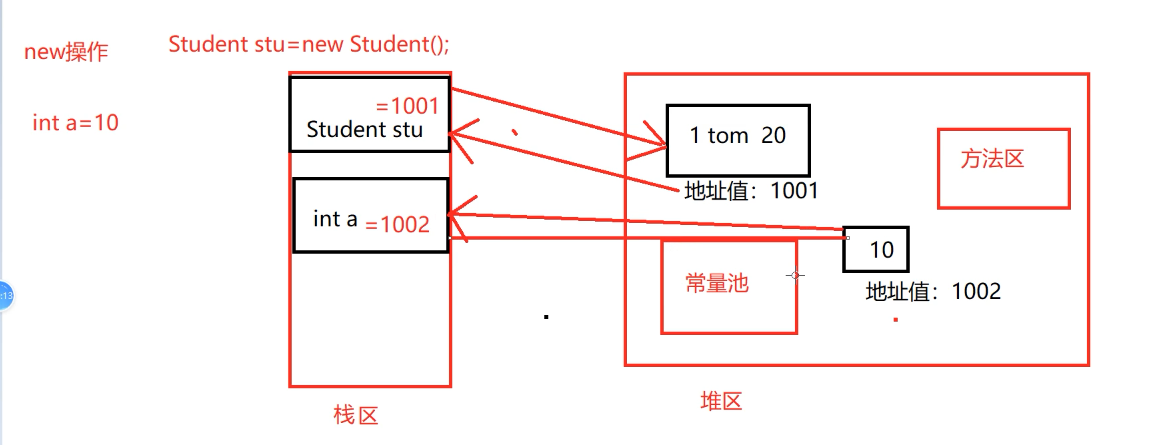 new操作
Student stu=new Student();
int a=10
=1001
Student stu
int a =1002
栈区
1 tom 20
地址值：1001
方法区
10
地址值：1002
常量池
堆区
:13